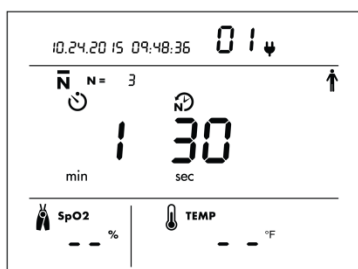 10.24.2015 09:48:36 01
N N= 3
N
1 30
min sec
SpO2 TEMP
-- % -- °F